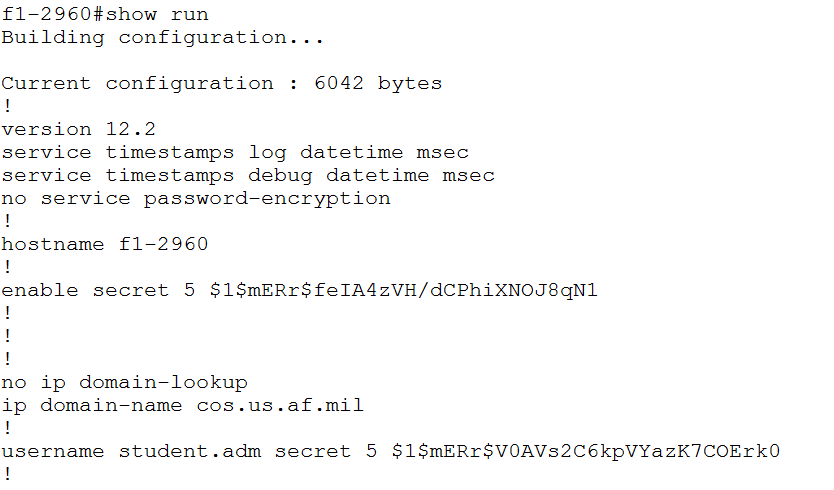 f1-2960#show run
Building configuration...
Current configuration : 6042 bytes
!
version 12.2
service timestamps log datetime msec
service timestamps debug datetime msec
no service password-encryption
!
hostname f1-2960
!
enable secret 5 $1$mERr$feIA4zVH/dCPhiXNOJ8qN1
!
!
!
no ip domain-lookup
ip domain-name cos.us.af.mil
!
username student.adm secret 5 $1$mERr$V0AVs2C6kpVYazK7COErk0
!